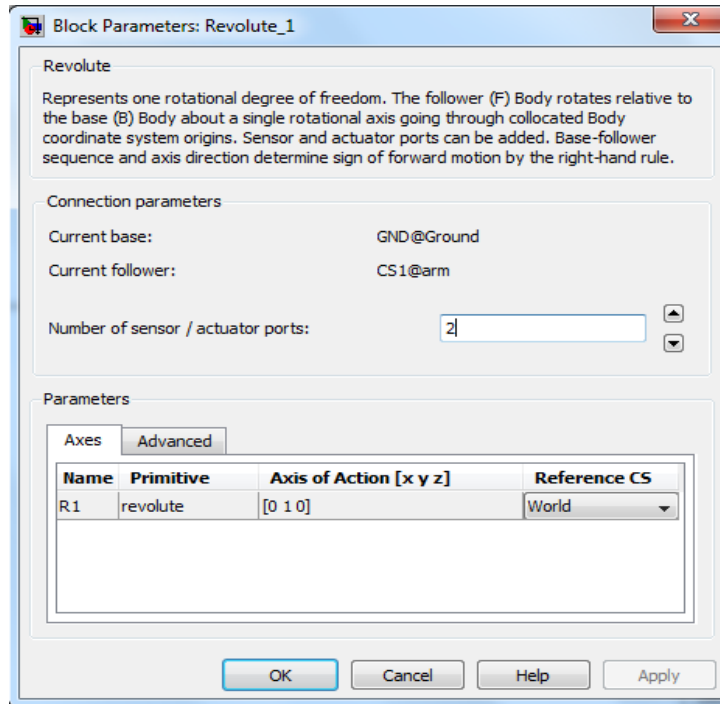 Block Parameters: Revolute_1
Revolute
Represents one rotational degree of freedom. The follower (F) Body rotates relative to
the base (B) Body about a single rotational axis going through collocated Body
coordinate system origins. Sensor and actuator ports can be added. Base-follower
sequence and axis direction determine sign of forward motion by the right-hand rule.
Connection parameters
Current base: GND@Ground
Current follower: CS1@arm
Number of sensor / actuator ports: 2
Parameters
Axes Advanced
Name Primitive Axis of Action [x y z] Reference CS
R1 revolute [0 1 0] World
OK Cancel Help Apply